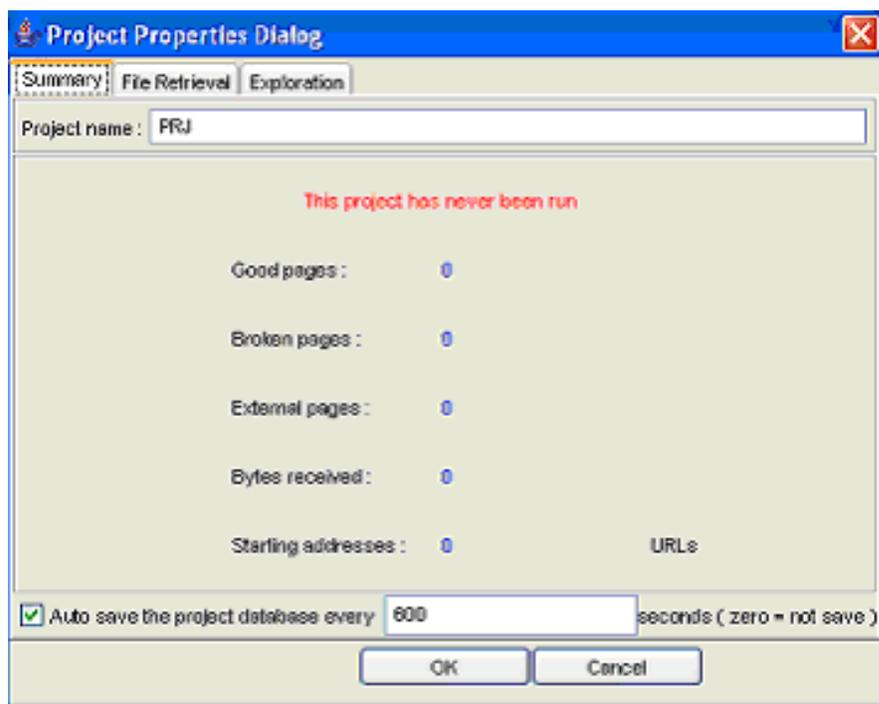 Project Properties Dialog
Summary File Retrieval Exploration
Project name : PRJ
This project has never been run
Good pages : 0
Broken pages : 0
External pages : 0
Bytes received : 0
Starting addresses : 0 URLs
Auto save the project database every 600 seconds ( zero = not save )
OK Cancel